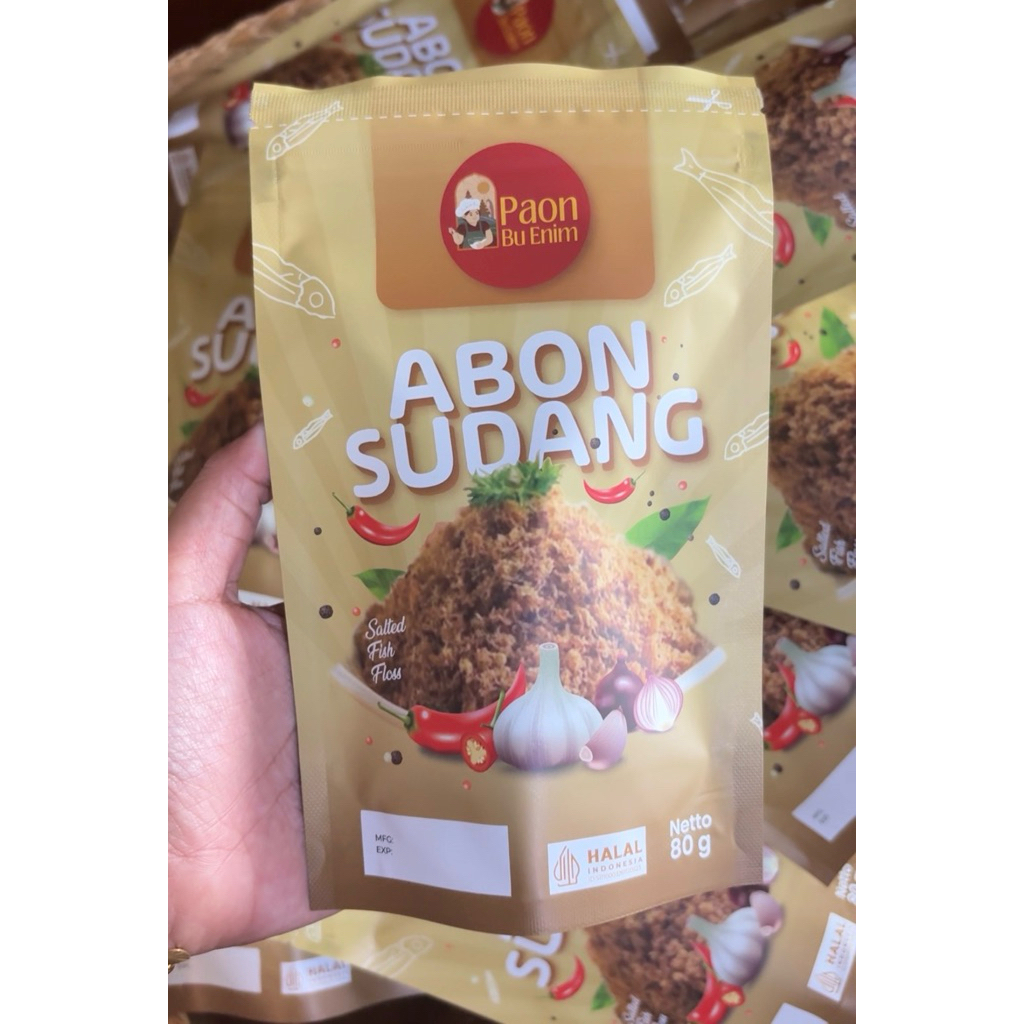 Paon
Bu Enim
ABON
SUDANG
Salted
Fish
Floss
MFG:
EXP:
HALAL
INDONESIA
Netto
80 g